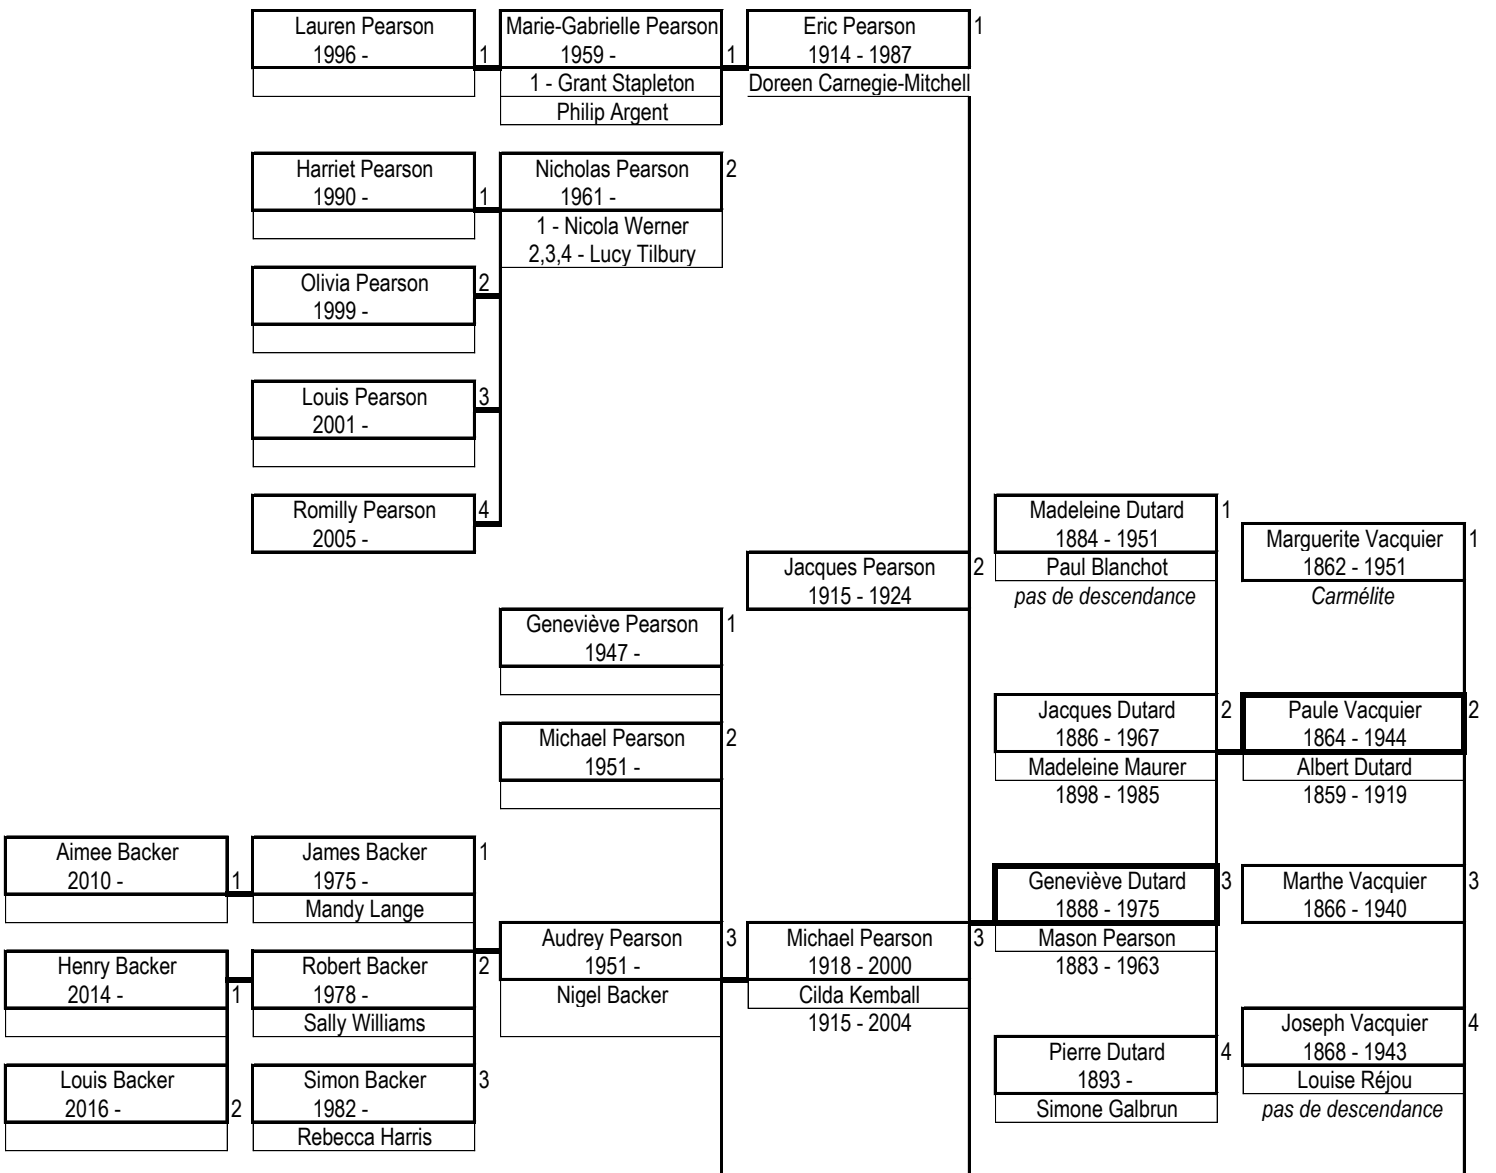 Lauren Pearson
1996 -
1
Marie-Gabrielle Pearson
1959 -
1
1 - Grant Stapleton
Philip Argent
Eric Pearson
1914 - 1987
1
Doreen Carnegie-Mitchell
Harriet Pearson
1990 -
1
Nicholas Pearson
1961 -
2
1 - Nicola Werner
2,3,4 - Lucy Tilbury
Olivia Pearson
1999 -
2
Louis Pearson
2001 -
3
Romilly Pearson
2005 -
4
Madeleine Dutard
1884 - 1951
1
Paul Blanchot
pas de descendance
Marguerite Vacquier
1862 - 1951
1
Carmélite
Jacques Pearson
1915 - 1924
2
Geneviève Pearson
1947 -
1
Michael Pearson
1951 -
2
Jacques Dutard
1886 - 1967
2
Madeleine Maurer
1898 - 1985
Paule Vacquier
1864 - 1944
2
Albert Dutard
1859 - 1919
Aimee Backer
2010 -
1
James Backer
1975 -
1
Mandy Lange
Geneviève Dutard
1888 - 1975
3
Mason Pearson
1883 - 1963
Marthe Vacquier
1866 - 1940
3
Audrey Pearson
1951 -
3
Nigel Backer
Michael Pearson
1918 - 2000
3
Cilda Kemball
1915 - 2004
Henry Backer
2014 -
1
Robert Backer
1978 -
2
Sally Williams
Joseph Vacquier
1868 - 1943
4
Louise Réjou
pas de descendance
Pierre Dutard
1893 -
4
Simone Galbrun
Louis Backer
2016 -
2
Simon Backer
1982 -
3
Rebecca Harris